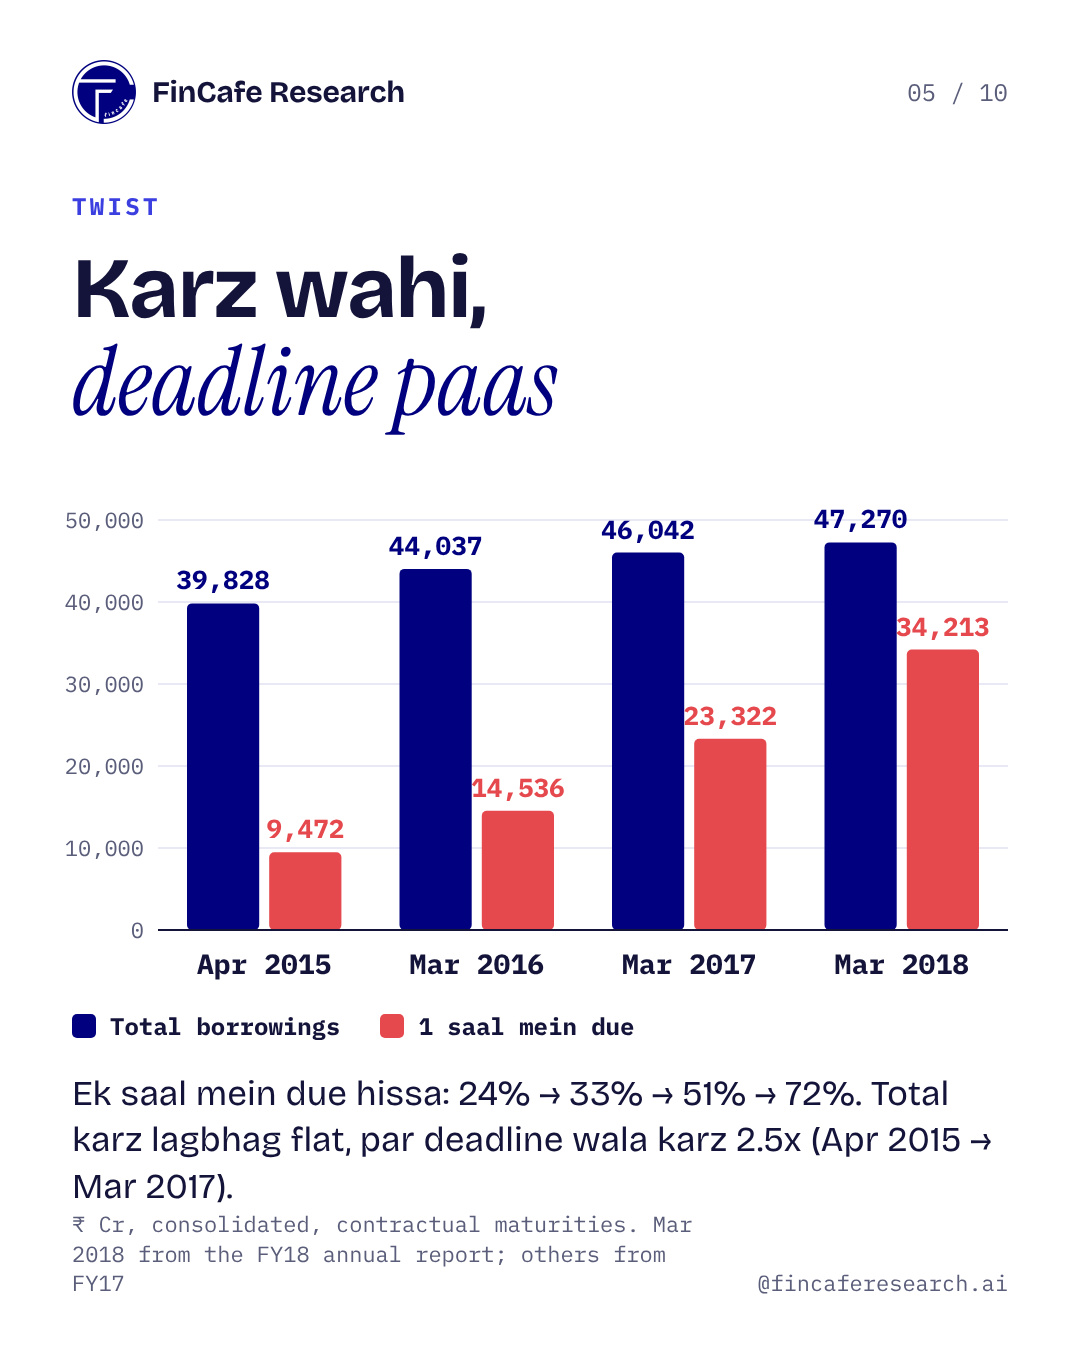 FinCafe Research
05 / 10
TWIST
Karz wahi,
deadline paas
50,000
40,000
30,000
20,000
10,000
0
39,828
9,472
44,037
14,536
46,042
23,322
47,270
34,213
Apr 2015
Mar 2016
Mar 2017
Mar 2018
Total borrowings
1 saal mein due
Ek saal mein due hissa: 24% → 33% → 51% → 72%. Total
karz lagbhag flat, par deadline wala karz 2.5x (Apr 2015 →
Mar 2017).
₹ Cr, consolidated, contractual maturities. Mar
2018 from the FY18 annual report; others from
FY17
@fincaferesearch.ai